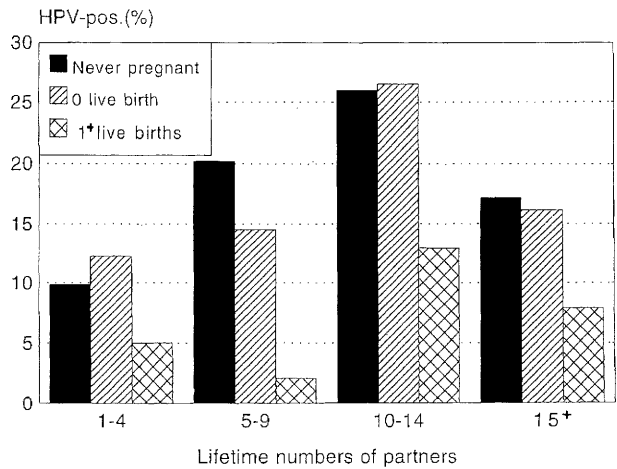 HPV-pos.(%)
30
25
20
15
10
5
0
Never pregnant
0 live birth
1+ live births
1-4
5-9
10-14
15+
Lifetime numbers of partners